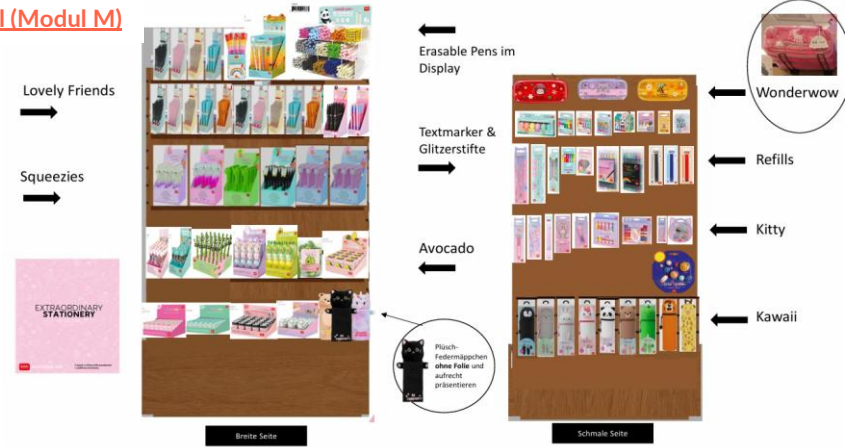 l (Modul M)
Erasable Pens im
Display
Lovely Friends
Wonderwow
Textmarker &
Glitzerstifte
Refills
Squeezies
Kitty
Avocado
EXTRAORDINARY
STATIONERY
Kawaii
Plüsch-
Federmäppchen
ohne Folie und
aufrecht
präsentieren
Breite Seite
Schmale Seite